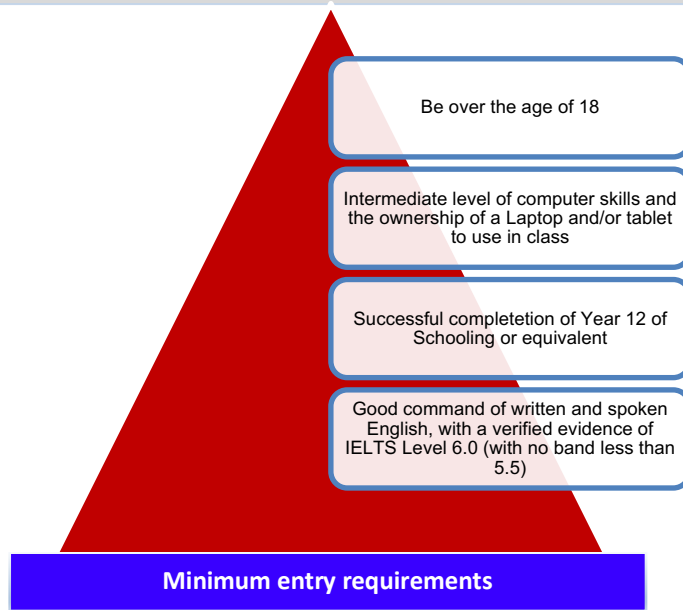 Be over the age of 18
Intermediate level of computer skills and
the ownership of a Laptop and/or tablet
to use in class
Successful completetion of Year 12 of
Schooling or equivalent
Good command of written and spoken
English, with a verified evidence of
IELTS Level 6.0 (with no band less than
5.5)
Minimum entry requirements